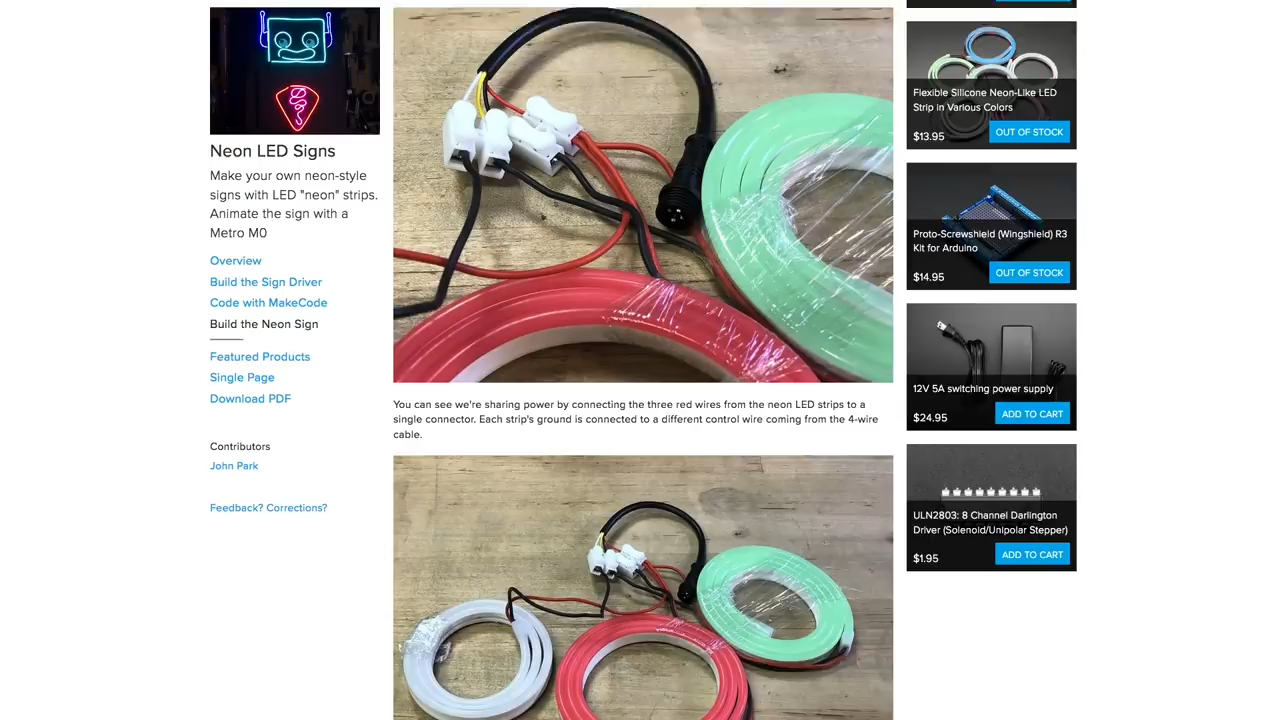 Neon LED Signs
Make your own neon-style
signs with LED "neon" strips.
Animate the sign with a
Metro M0
Overview
Build the Sign Driver
Code with MakeCode
Build the Neon Sign
Featured Products
Single Page
Download PDF
Contributors
John Park
Feedback? Corrections?
You can see we're sharing power by connecting the three red wires from the neon LED strips to a
single connector. Each strip's ground is connected to a different control wire coming from the 4-wire
cable.
Flexible Silicone Neon-Like LED
Strip in Various Colors
$13.95
OUT OF STOCK
Proto-Screwshield (Wingshield) R3
Kit for Arduino
$14.95
OUT OF STOCK
12V 5A switching power supply
$24.95
ADD TO CART
ULN2803: 8 Channel Darlington
Driver (Solenoid/Unipolar Stepper)
$1.95
ADD TO CART